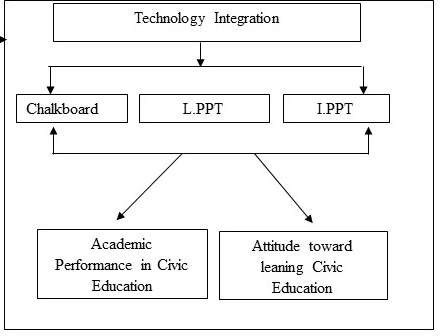 Technology Integration
Chalkboard
L.PPT
I.PPT
Academic
Performance in Civic
Education
Attitude toward
leaning Civic
Education